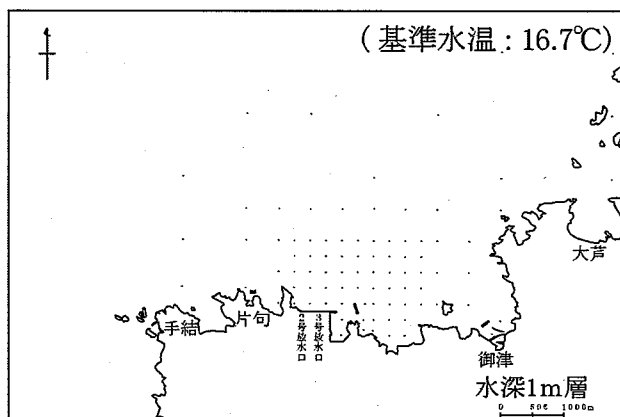 (基準水温:16.7℃)
大芦
手結
片句
2号放水口
3号放水口
御津
水深1m層
0 500 1000m